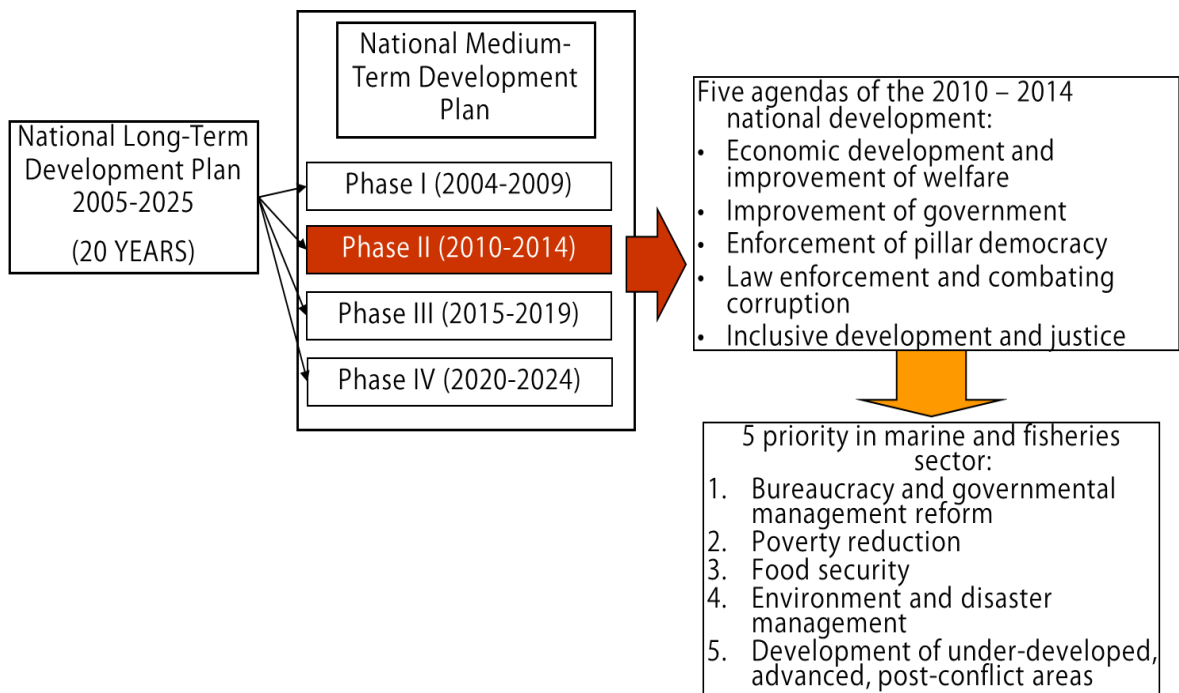 National Long-Term
Development Plan
2005-2025
(20 YEARS)
National Medium-
Term Development
Plan
Phase I (2004-2009)
Phase II (2010-2014)
Phase III (2015-2019)
Phase IV (2020-2024)
Five agendas of the 2010 – 2014
national development:
• Economic development and
improvement of welfare
• Improvement of government
• Enforcement of pillar democracy
• Law enforcement and combating
corruption
• Inclusive development and justice
5 priority in marine and fisheries
sector:
1. Bureaucracy and governmental
management reform
2. Poverty reduction
3. Food security
4. Environment and disaster
management
5. Development of under-developed,
advanced, post-conflict areas